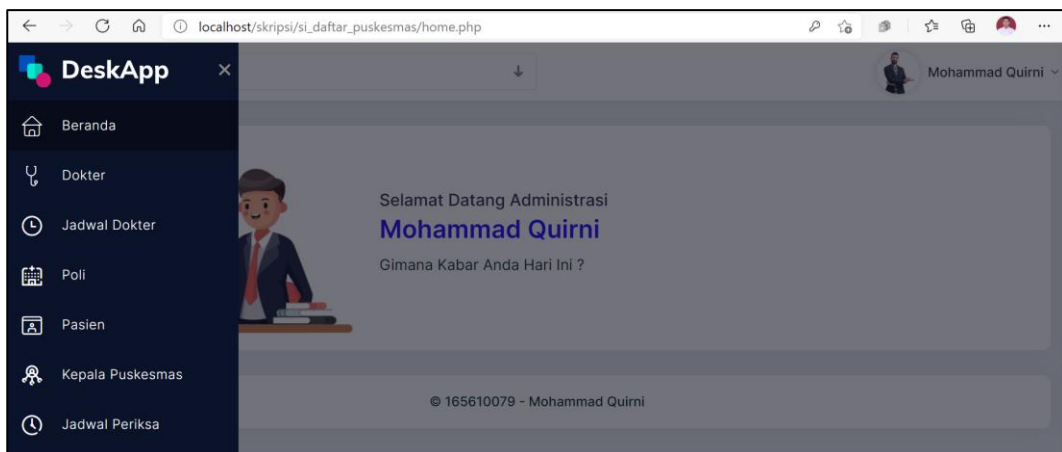 localhost/skripsi/si_daftar_puskesmas/home.php
DeskApp
Mohammad Quirni
Beranda
Dokter
Jadwal Dokter
Poli
Pasien
Kepala Puskesmas
Jadwal Periksa
Selamat Datang Administrasi
Mohammad Quirni
Gimana Kabar Anda Hari Ini ?
© 165610079 - Mohammad Quirni